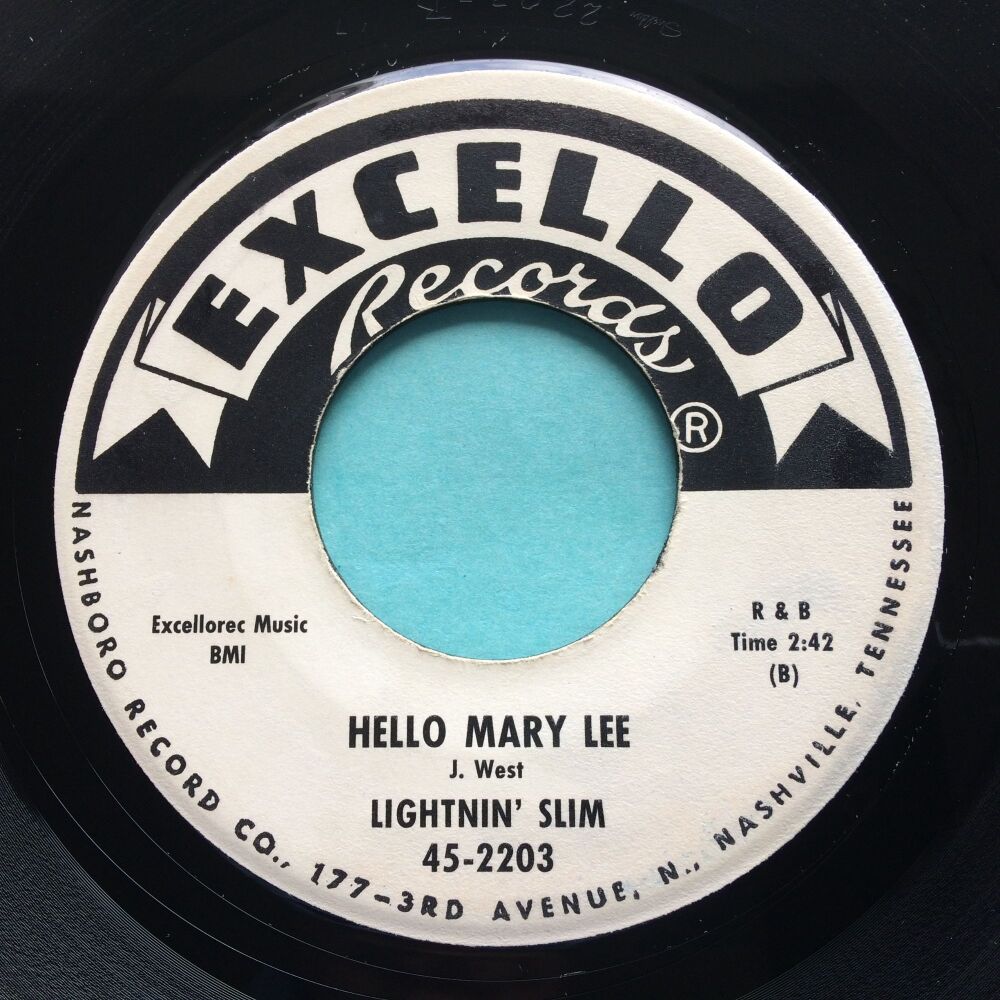 EXCELLO
Records
®
Excellorec Music
BMI
R & B
Time 2:42
(B)
HELLO MARY LEE
J. West
LIGHTNIN' SLIM
45-2203
NASHBORO RECORD CO., 177-3RD AVENUE, N., NASHVILLE, TENNESSEE